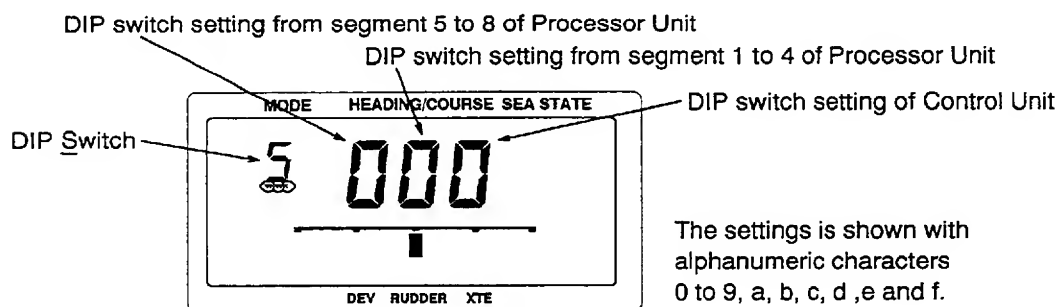 DIP switch setting from segment 5 to 8 of Processor Unit
DIP switch setting from segment 1 to 4 of Processor Unit
MODE HEADING/COURSE SEA STATE
DIP switch setting of Control Unit
DIP Switch
5 000
The settings is shown with
alphanumeric characters
0 to 9, a, b, c, d ,e and f.
DEV RUDDER XTE